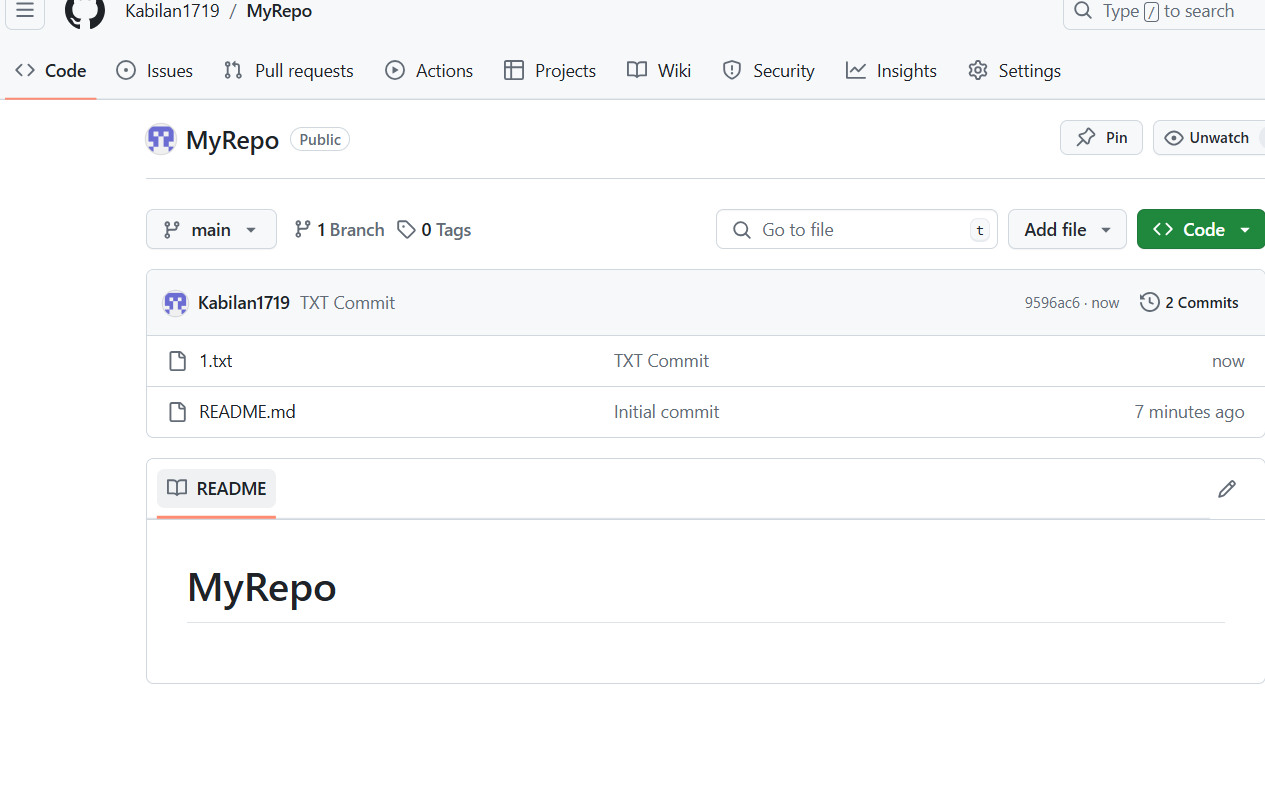 Kabilan1719 / MyRepo
Type / to search
Code Issues Pull requests Actions Projects Wiki Security Insights Settings
MyRepo Public
Pin Unwatch
main 1 Branch 0 Tags
Go to file t
Add file Code
Kabilan1719 TXT Commit 9596ac6 · now 2 Commits
1.txt TXT Commit now
README.md Initial commit 7 minutes ago
README
MyRepo